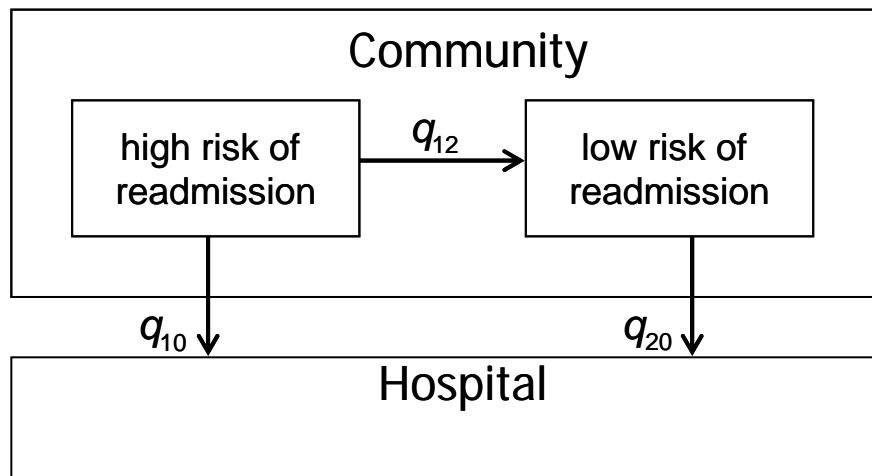 Community
high risk of
readmission
q12
low risk of
readmission
q10
q20
Hospital